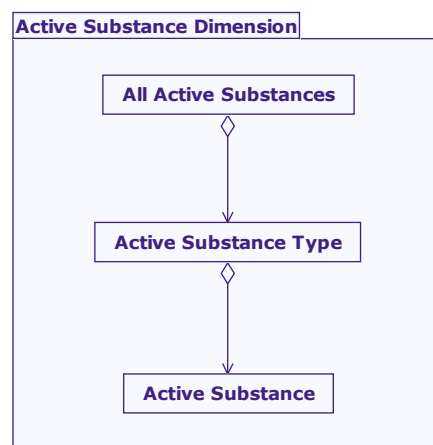 Active Substance Dimension
All Active Substances
Active Substance Type
Active Substance